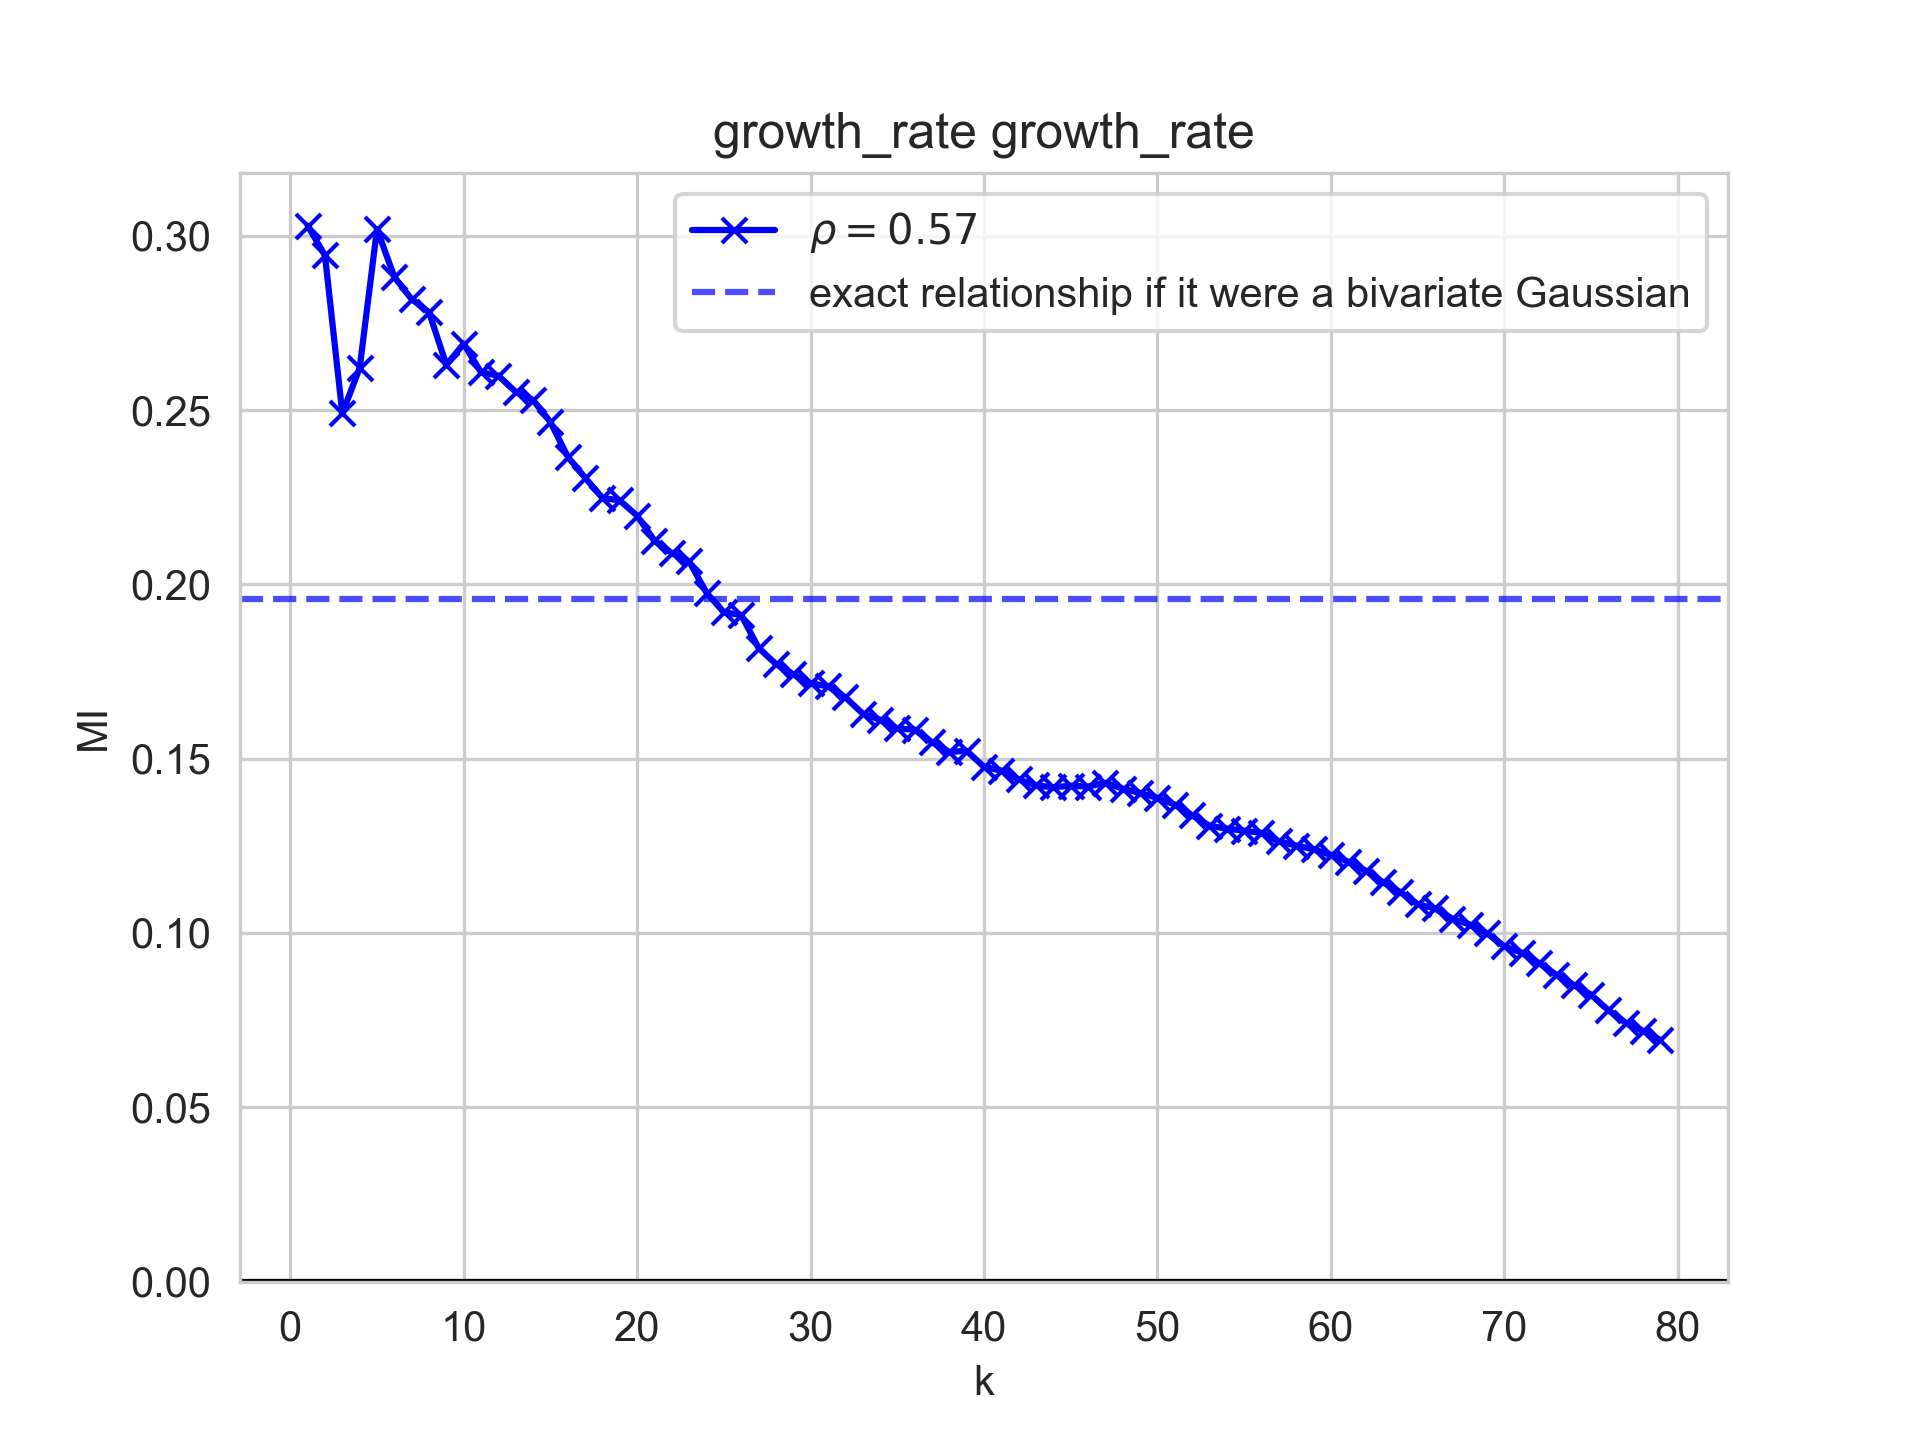 growth_rate growth_rate
ρ = 0.57
exact relationship if it were a bivariate Gaussian
MI
0.30
0.25
0.20
0.15
0.10
0.05
0.00
0 10 20 30 40 50 60 70 80
k